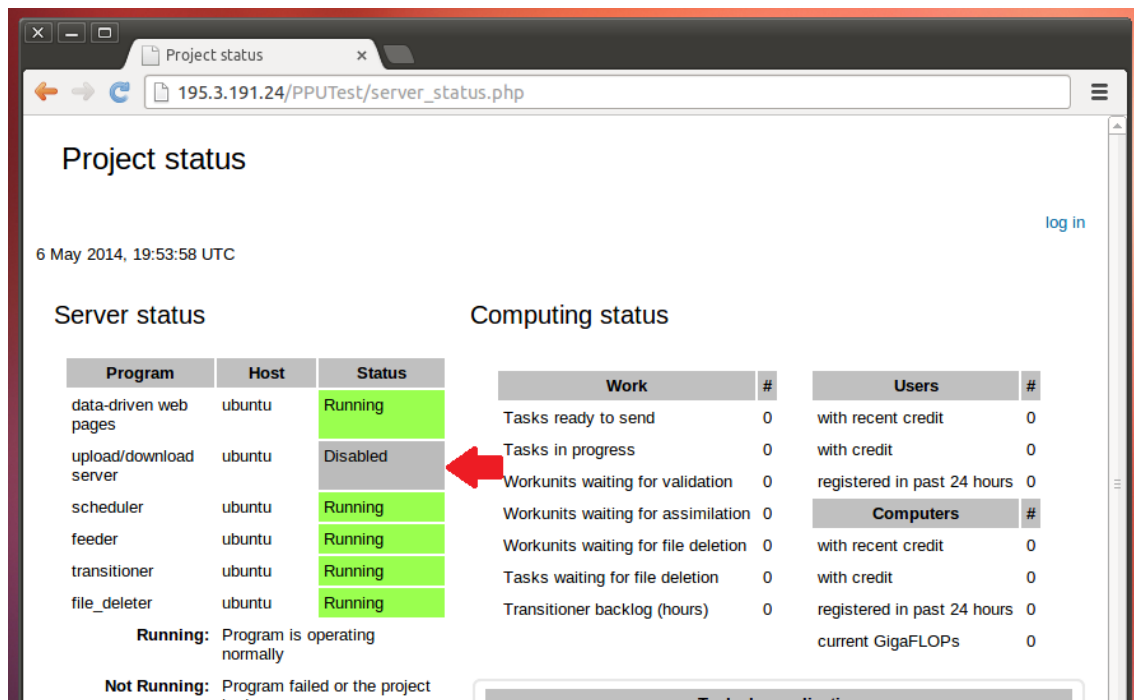 Project status
195.3.191.24/PPUTest/server_status.php
Project status
log in
6 May 2014, 19:53:58 UTC
Server status
Program Host Status
data-driven web
pages
ubuntu Running
upload/download
server
ubuntu Disabled
scheduler ubuntu Running
feeder ubuntu Running
transitioner ubuntu Running
file_deleter ubuntu Running
Running: Program is operating
normally
Not Running: Program failed or the project
Computing status
Work #
Tasks ready to send 0
Tasks in progress 0
Workunits waiting for validation 0
Workunits waiting for assimilation 0
Workunits waiting for file deletion 0
Tasks waiting for file deletion 0
Transitioner backlog (hours) 0
Users #
with recent credit 0
with credit 0
registered in past 24 hours 0
Computers #
with recent credit 0
with credit 0
registered in past 24 hours 0
current GigaFLOPs 0